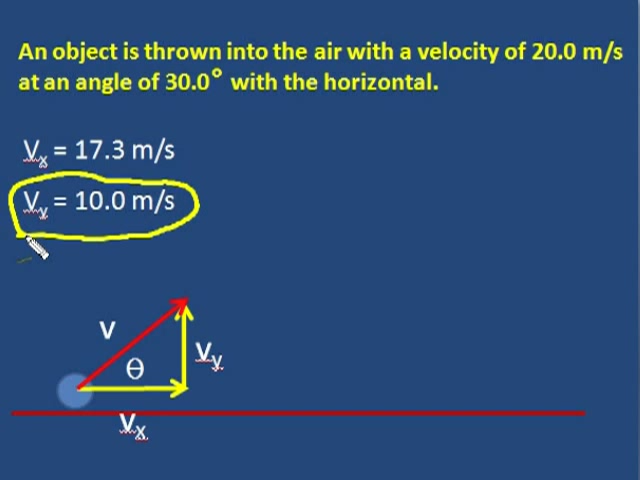 An object is thrown into the air with a velocity of 20.0 m/s
at an angle of 30.0° with the horizontal.
Vx = 17.3 m/s
Vy = 10.0 m/s
V
θ
Vy
Vx